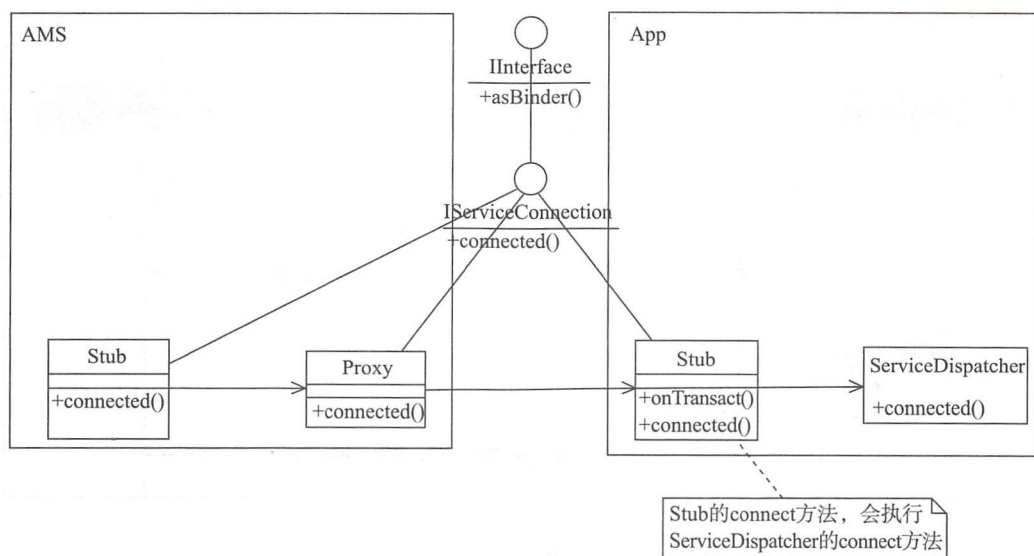 AMS
App
IInterface
+asBinder()
IServiceConnection
+connected()
Stub
+connected()
Proxy
+connected()
Stub
+onTransact()
+connected()
ServiceDispatcher
+connected()
Stub的connect方法，会执行
ServiceDispatcher的connect方法